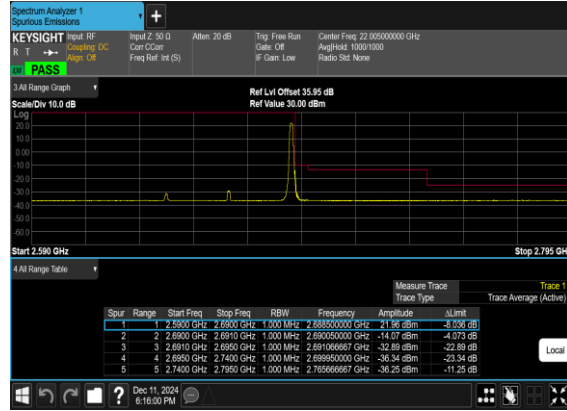 Spectrum Analyzer 1
Spurious Emissions
+
KEYSIGHT Input: RF
R T Coupling: DC
Align: Off
LW PASS
Input Z: 50 Ω
Corr CCorr
Freq Ref: Int (S)
Atten: 20 dB
Trig: Free Run
Gate: Off
IF Gain: Low
Center Freq: 22.005000000 GHz
Avg|Hold: 1000/1000
Radio Std: None
3 All Range Graph
Ref Lvl Offset 35.95 dB
Scale/Div 10.0 dB
Ref Value 30.00 dBm
Log
20.0
10.0
0.00
-10.0
-20.0
-30.0
-40.0
-50.0
-60.0
Start 2.590 GHz
Stop 2.795 GH
4 All Range Table
Measure Trace Trace 1
Trace Type Trace Average (Active)
Spur Range Start Freq Stop Freq RBW Frequency Amplitude ΔLimit
1 1 2.5900 GHz 2.6900 GHz 1.000 MHz 2.688500000 GHz 21.96 dBm -8.036 dB
2 2 2.6900 GHz 2.6910 GHz 1.000 MHz 2.690050000 GHz -14.07 dBm -4.073 dB
3 3 2.6910 GHz 2.6950 GHz 1.000 MHz 2.691066667 GHz -32.89 dBm -22.89 dB
4 4 2.6950 GHz 2.7400 GHz 1.000 MHz 2.699950000 GHz -36.34 dBm -23.34 dB
5 5 2.7400 GHz 2.7950 GHz 1.000 MHz 2.765666667 GHz -36.25 dBm -11.25 dB
Local
?
Dec 11, 2024
6:16:00 PM